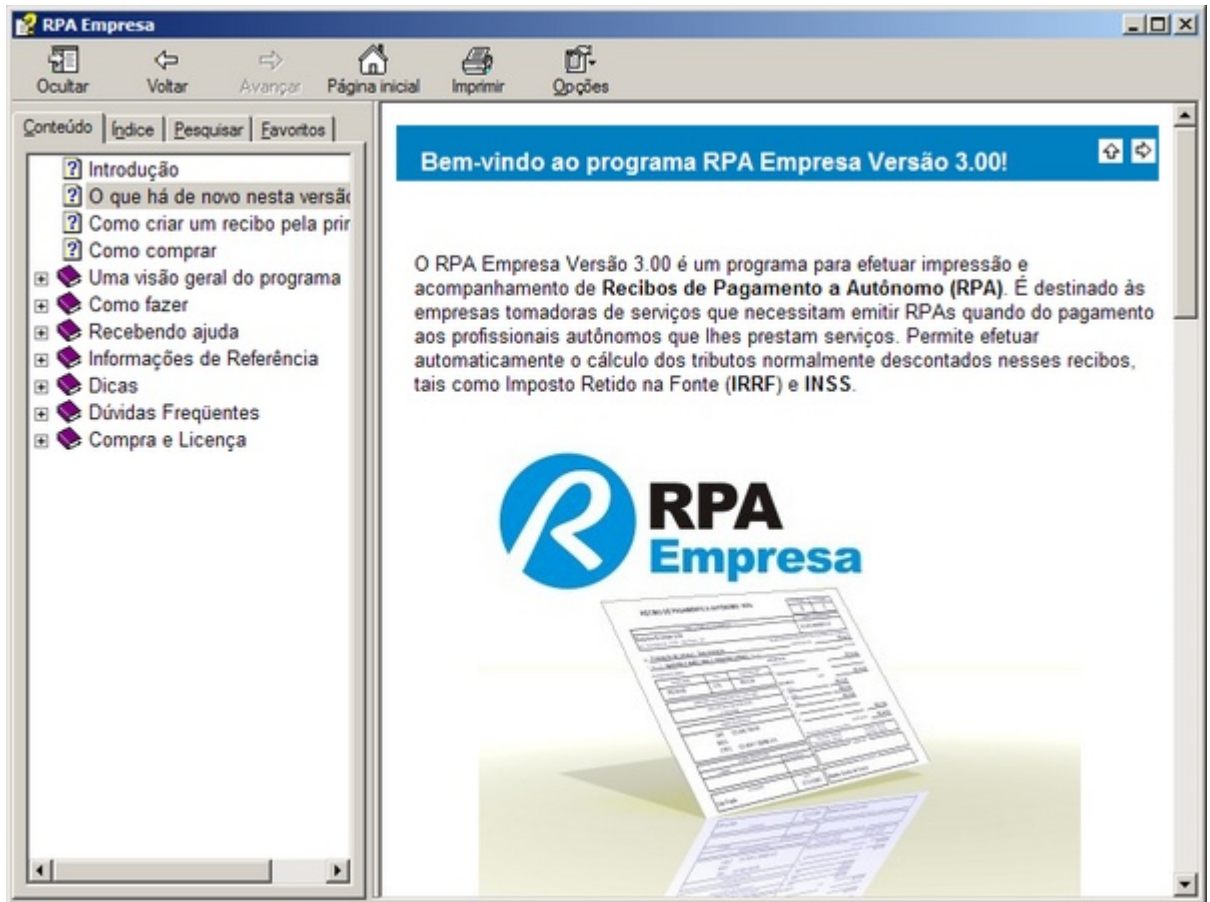 RPA Empresa
Ocultar Voltar Avançar Página inicial Imprimir Opções
Conteúdo Índice Pesquisar Favoritos
Introdução
O que há de novo nesta versão
Como criar um recibo pela prir
Como comprar
Uma visão geral do programa
Como fazer
Recebendo ajuda
Informações de Referência
Dicas
Dúvidas Freqüentes
Compra e Licença
Bem-vindo ao programa RPA Empresa Versão 3.00!
O RPA Empresa Versão 3.00 é um programa para efetuar impressão e
acompanhamento de Recibos de Pagamento a Autônomo (RPA). É destinado às
empresas tomadoras de serviços que necessitam emitir RPAs quando do pagamento
aos profissionais autônomos que lhes prestam serviços. Permite efetuar
automaticamente o cálculo dos tributos normalmente descontados nesses recibos,
tais como Imposto Retido na Fonte (IRRF) e INSS.
RPA
Empresa
RECIBO DE PAGAMENTO A AUTÔNOMO - RPA